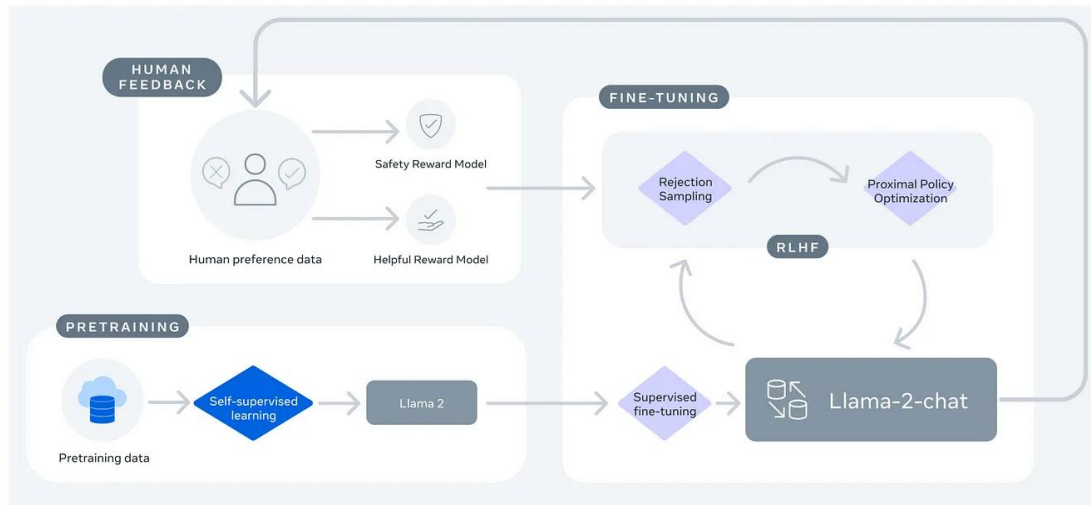 HUMAN
FEEDBACK
Safety Reward Model
Human preference data
Helpful Reward Model
FINE-TUNING
Rejection
Sampling
Proximal Policy
Optimization
RLHF
PRETRAINING
Self-supervised
learning
Llama 2
Pretraining data
Supervised
fine-tuning
Llama-2-chat